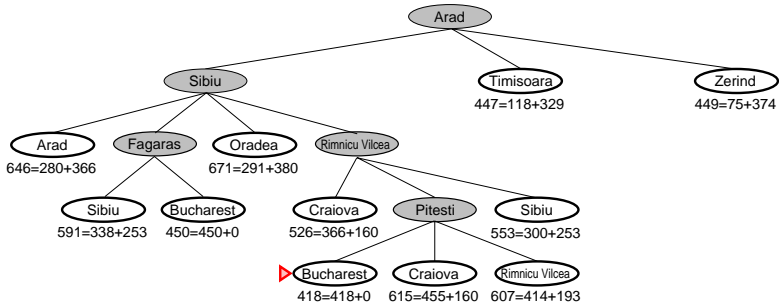 Arad
Sibiu Timisoara Zerind
447=118+329 449=75+374
Arad Fagaras Oradea Rimnicu Vilcea
646=280+366 671=291+380
Sibiu Bucharest Craiova Pitesti Sibiu
591=338+253 450=450+0 526=366+160 553=300+253
Bucharest Craiova Rimnicu Vilcea
418=418+0 615=455+160 607=414+193